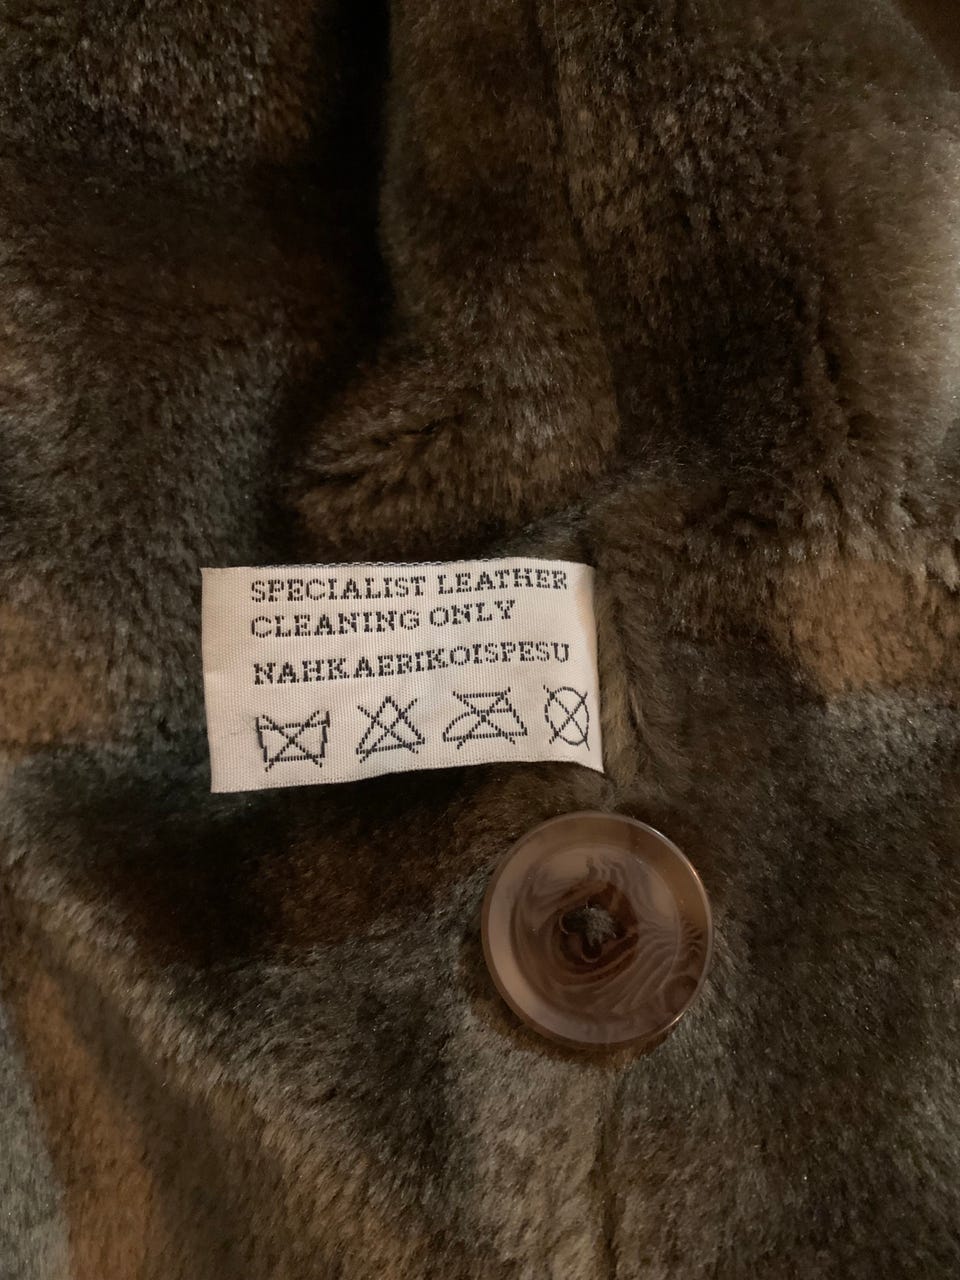 SPECIALIST LEATHER
CLEANING ONLY
NAHKAERIKOISPESU